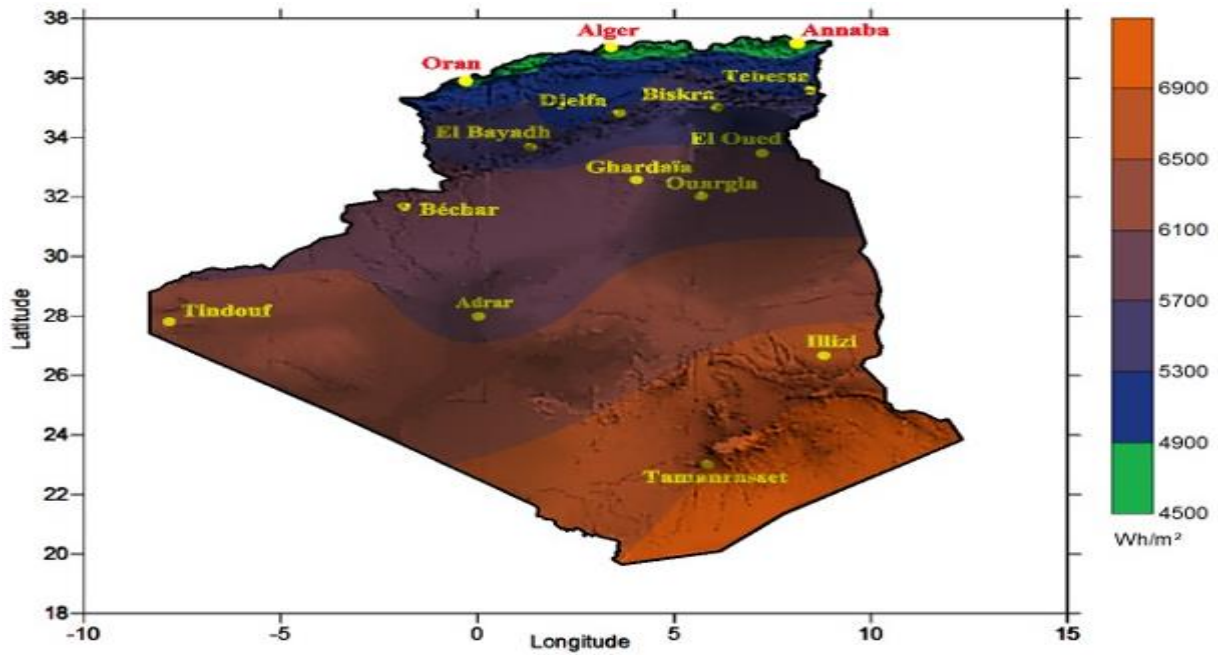 38
36
34
32
30
28
26
24
22
20
18
Latitude
-10
-5
0
5
10
15
Longitude
Alger
Annaba
Oran
Tebessa
Biskra
Djelfa
El Bayadh
El Oued
Ghardaïa
Ouargla
Béchar
Adrar
Tindouf
Illizi
Tamanrasset
6900
6500
6100
5700
5300
4900
4500
Wh/m²